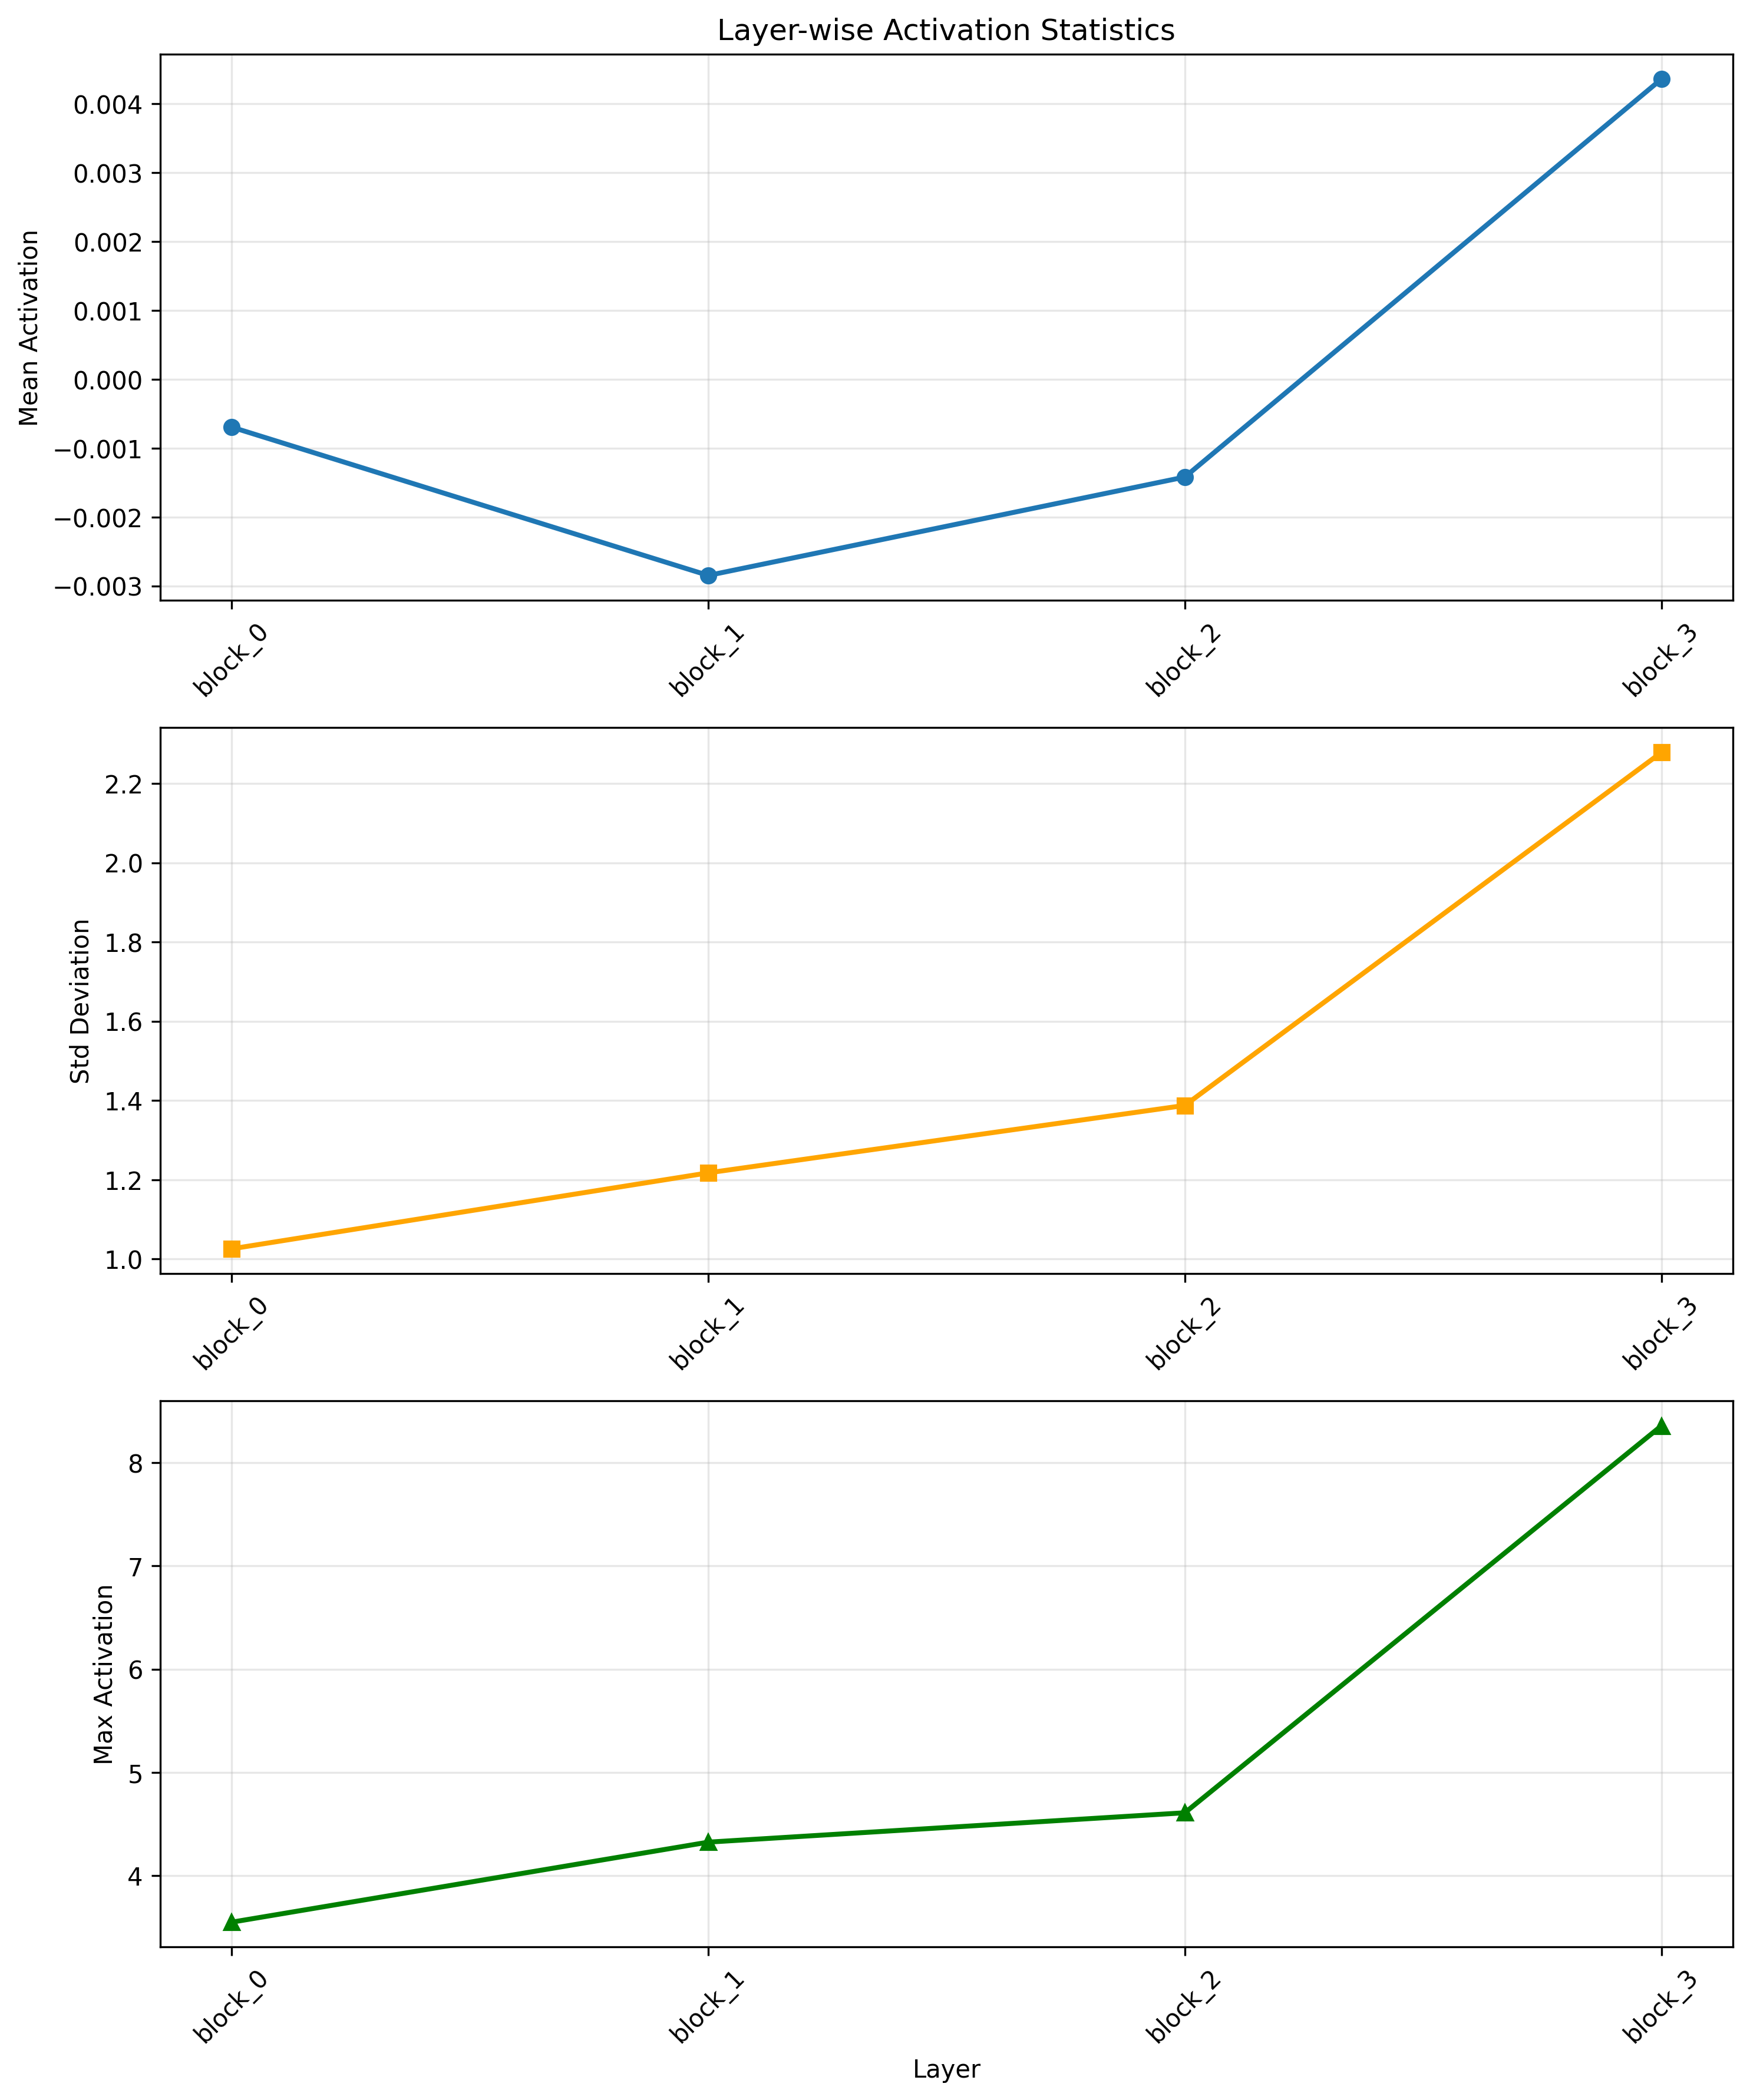 Layer-wise Activation Statistics
Mean Activation
0.004
0.003
0.002
0.001
0.000
−0.001
−0.002
−0.003
block_0
block_1
block_2
block_3
Std Deviation
2.2
2.0
1.8
1.6
1.4
1.2
1.0
block_0
block_1
block_2
block_3
Max Activation
8
7
6
5
4
block_0
block_1
block_2
block_3
Layer